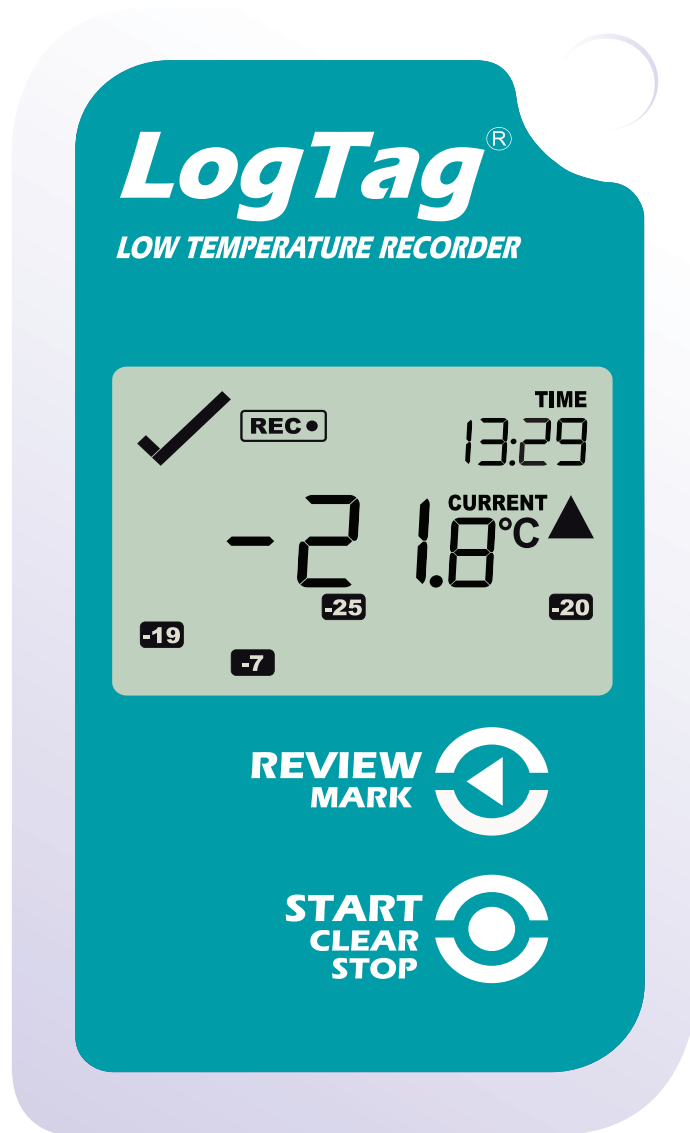 LogTag®
LOW TEMPERATURE RECORDER
TIME
REC●
13:29
CURRENT
-21.8°C
-25 -20
-19
-7
REVIEW
MARK
START
CLEAR
STOP